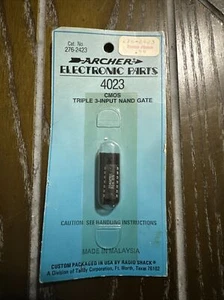 Cat. No.
276-2423
ARCHER
ELECTRONIC PARTS
4023
CMOS
TRIPLE 3-INPUT NAND GATE
CAUTION: SEE HANDLING INSTRUCTIONS
MADE IN MALAYSIA
CUSTOM PACKAGED IN USA BY RADIO SHACK
A Division of Tandy Corporation, Ft. Worth, Texas 76102